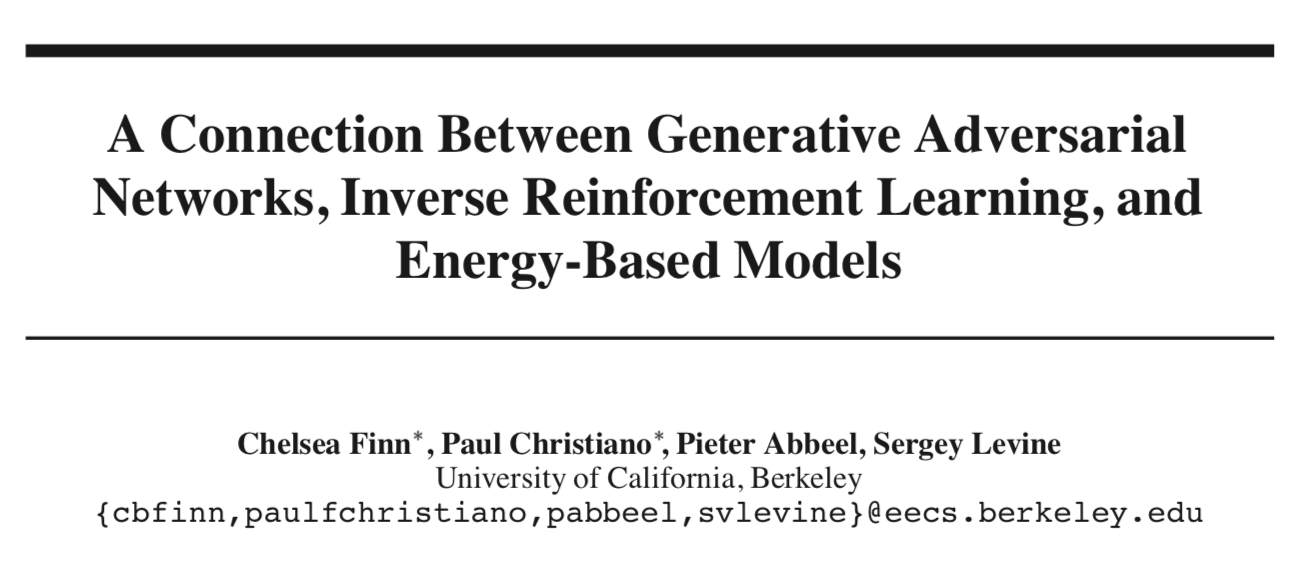 A Connection Between Generative Adversarial
Networks, Inverse Reinforcement Learning, and
Energy-Based Models
Chelsea Finn*, Paul Christiano*, Pieter Abbeel, Sergey Levine
University of California, Berkeley
{cbfinn,paulfchristiano,pabbeel,svlevine}@eecs.berkeley.edu